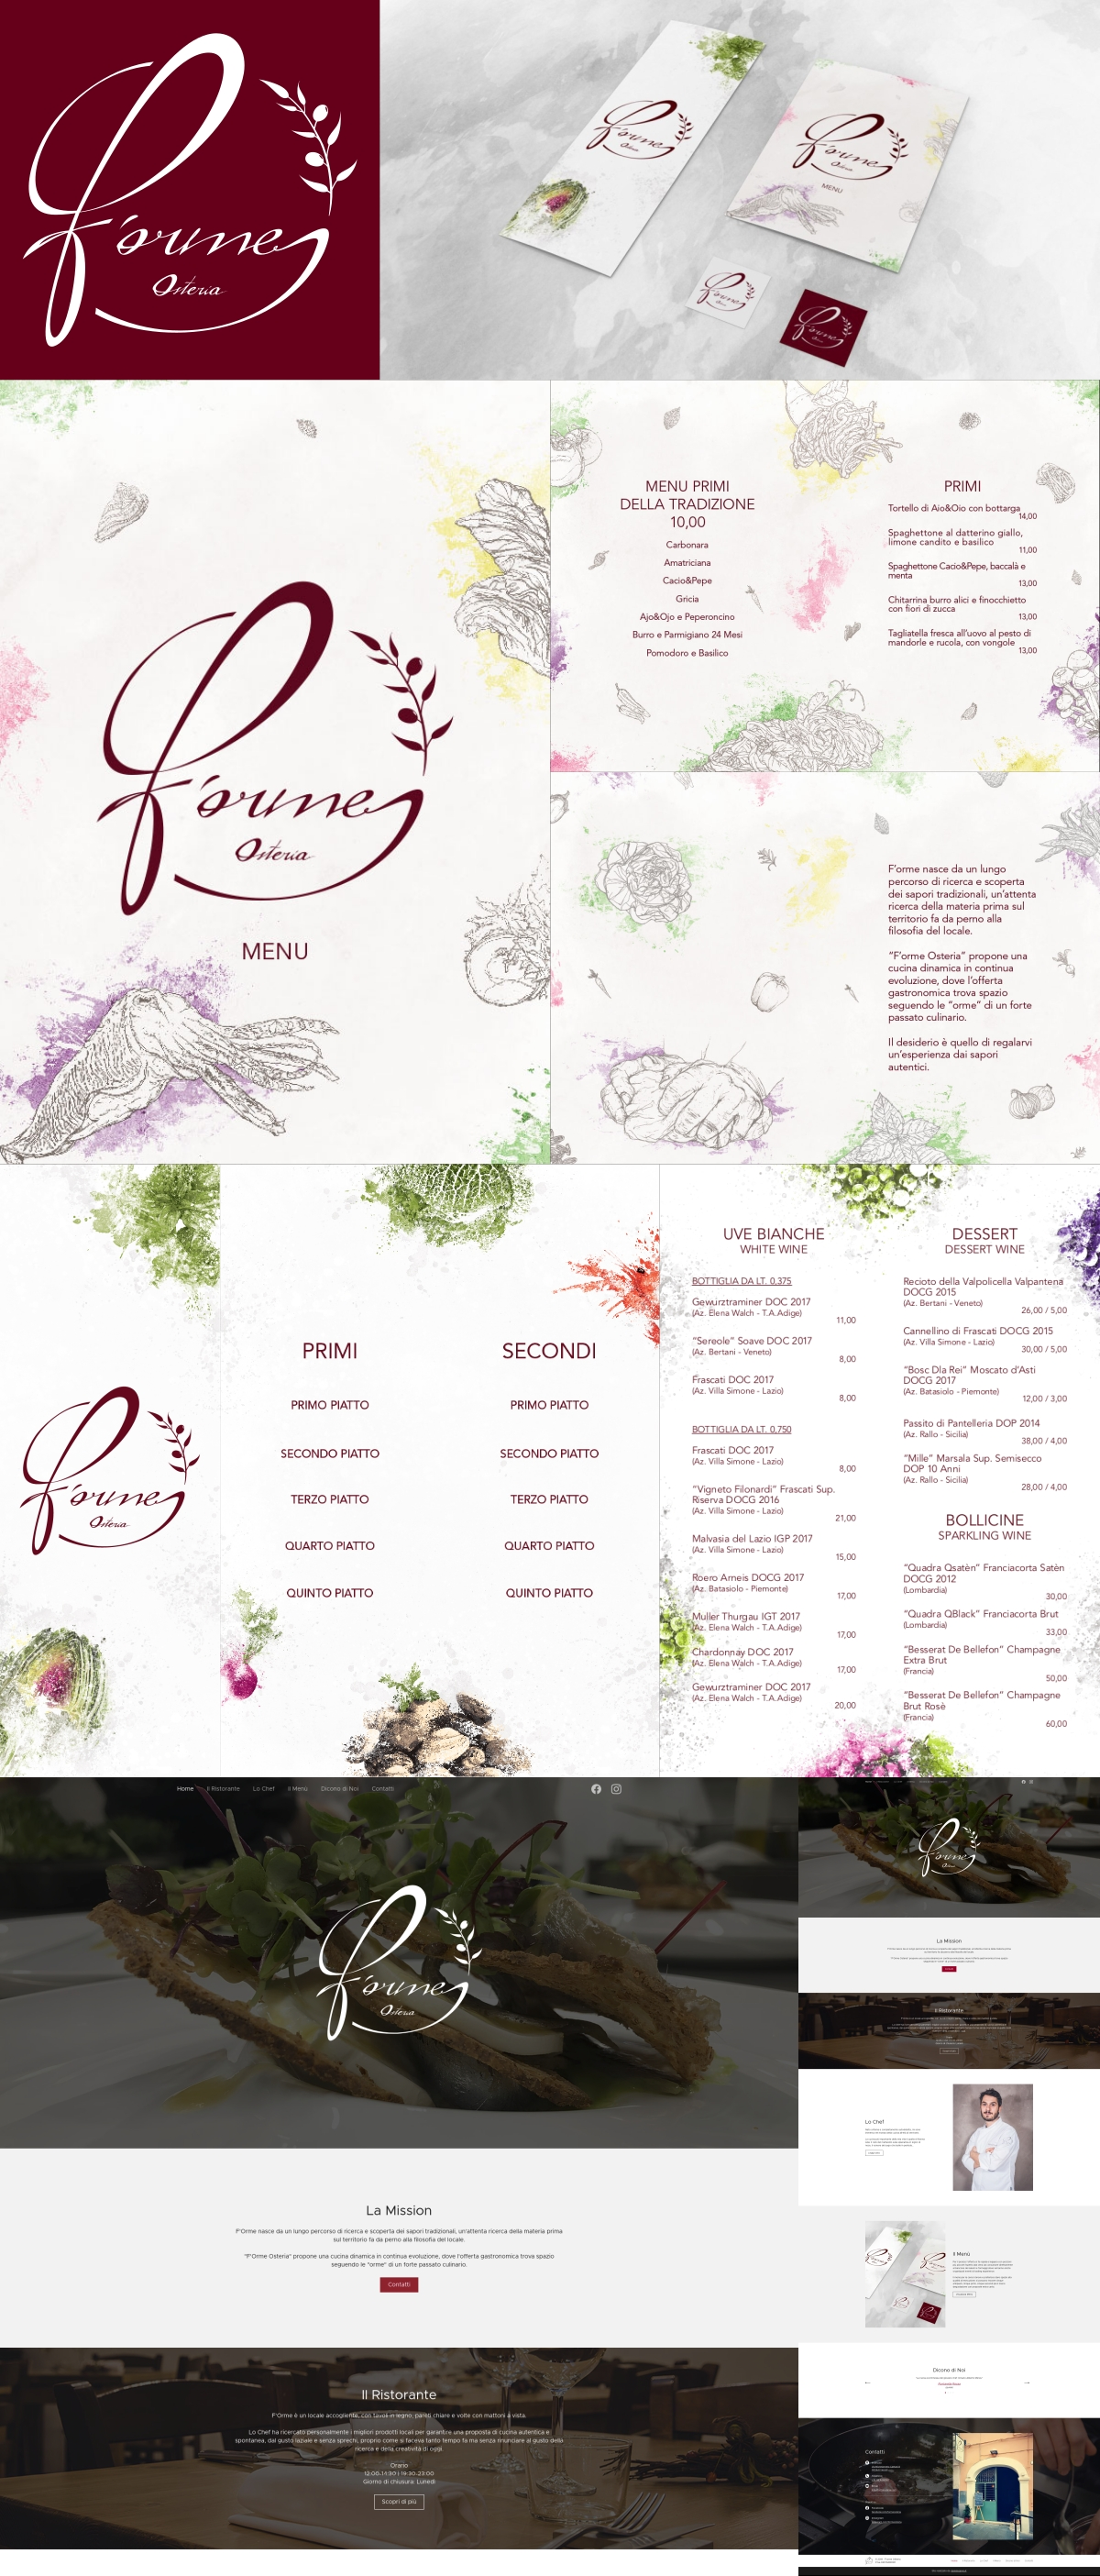 F'orme
Osteria
F'orme
Osteria
F'orme
Osteria
MENU
F'orme
F'orme
F'orme
Osteria
MENU
MENU PRIMI
DELLA TRADIZIONE
10,00
Carbonara
Amatriciana
Cacio&Pepe
Gricia
Ajo&Ojo e Peperoncino
Burro e Parmigiano 24 Mesi
Pomodoro e Basilico
PRIMI
Tortello di Aio&Oio con bottarga
14,00
Spaghettone al datterino giallo,
limone candito e basilico
11,00
Spaghettone Cacio&Pepe, baccalà e
menta
13,00
Chitarrina burro alici e finocchietto
con fiori di zucca
13,00
Tagliatella fresca all'uovo al pesto di
mandorle e rucola, con vongole
13,00
F'orme nasce da un lungo
percorso di ricerca e scoperta
dei sapori tradizionali, un'attenta
ricerca della materia prima sul
territorio fa da perno alla
filosofia del locale.
"F'orme Osteria" propone una
cucina dinamica in continua
evoluzione, dove l'offerta
gastronomica trova spazio
seguendo le "orme" di un forte
passato culinario.
Il desiderio è quello di regalarvi
un'esperienza dai sapori
autentici.
F'orme
Osteria
PRIMI
PRIMO PIATTO
SECONDO PIATTO
TERZO PIATTO
QUARTO PIATTO
QUINTO PIATTO
SECONDI
PRIMO PIATTO
SECONDO PIATTO
TERZO PIATTO
QUARTO PIATTO
QUINTO PIATTO
UVE BIANCHE
WHITE WINE
BOTTIGLIA DA LT. 0,375
Gewurztraminer DOC 2017
(Az. Elena Walch - T.A.Adige)
11,00
"Sereole" Soave DOC 2017
(Az. Bertani - Veneto)
8,00
Frascati DOC 2017
(Az. Villa Simone - Lazio)
8,00
BOTTIGLIA DA LT. 0,750
Frascati DOC 2017
(Az. Villa Simone - Lazio)
8,00
"Vigneto Filonardi" Frascati Sup.
Riserva DOCG 2016
(Az. Villa Simone - Lazio)
21,00
Malvasia del Lazio IGP 2017
(Az. Villa Simone - Lazio)
15,00
Roero Arneis DOCG 2017
(Az. Batasiolo - Piemonte)
17,00
Muller Thurgau IGT 2017
(Az. Elena Walch - T.A.Adige)
17,00
Chardonnay DOC 2017
(Az. Elena Walch - T.A.Adige)
17,00
Gewurztraminer DOC 2017
(Az. Elena Walch - T.A.Adige)
20,00
DESSERT
DESSERT WINE
Recioto della Valpolicella Valpantena
DOCG 2015
(Az. Bertani - Veneto)
26,00 / 5,00
Cannellino di Frascati DOCG 2015
(Az. Villa Simone - Lazio)
30,00 / 5,00
"Bosc Dla Rei" Moscato d'Asti
DOCG 2017
(Az. Batasiolo - Piemonte)
12,00 / 3,00
Passito di Pantelleria DOP 2014
(Az. Rallo - Sicilia)
38,00 / 4,00
"Mille" Marsala Sup. Semisecco
DOP 10 Anni
(Az. Rallo - Sicilia)
28,00 / 4,00
BOLLICINE
SPARKLING WINE
"Quadra Qsatèn" Franciacorta Satèn
DOCG 2012
(Lombardia)
30,00
"Quadra QBlack" Franciacorta Brut
(Lombardia)
33,00
"Besserat De Bellefon" Champagne
Extra Brut
(Francia)
50,00
"Besserat De Bellefon" Champagne
Brut Rosè
(Francia)
60,00
Home Il Ristorante Lo Chef Il Menù Dicono di Noi Contatti
F'orme
Osteria
La Mission
F'Orme nasce da un lungo percorso di ricerca e scoperta dei sapori tradizionali, un'attenta ricerca della materia prima
sul territorio fa da perno alla filosofia del locale.
"F'Orme Osteria" propone una cucina dinamica in continua evoluzione, dove l'offerta gastronomica trova spazio
seguendo le "orme" di un forte passato culinario.
Contatti
Il Ristorante
F'Orme è un locale accogliente, con tavoli in legno, pareti chiare e volte con mattoni a vista.
Lo Chef ha ricercato personalmente i migliori prodotti locali per garantire una proposta di cucina autentica e
spontanea, dal gusto laziale e senza sprechi, proprio come si faceva tanto tempo fa ma senza rinunciare al gusto della
ricerca e della creatività di oggi.
Orario
12:00-14:30 | 19:30-23:00
Giorno di chiusura: Lunedì
Scopri di più
F'orme
La Mission
Il Ristorante
Lo Chef
Il Menù
Dicono di Noi
Contatti